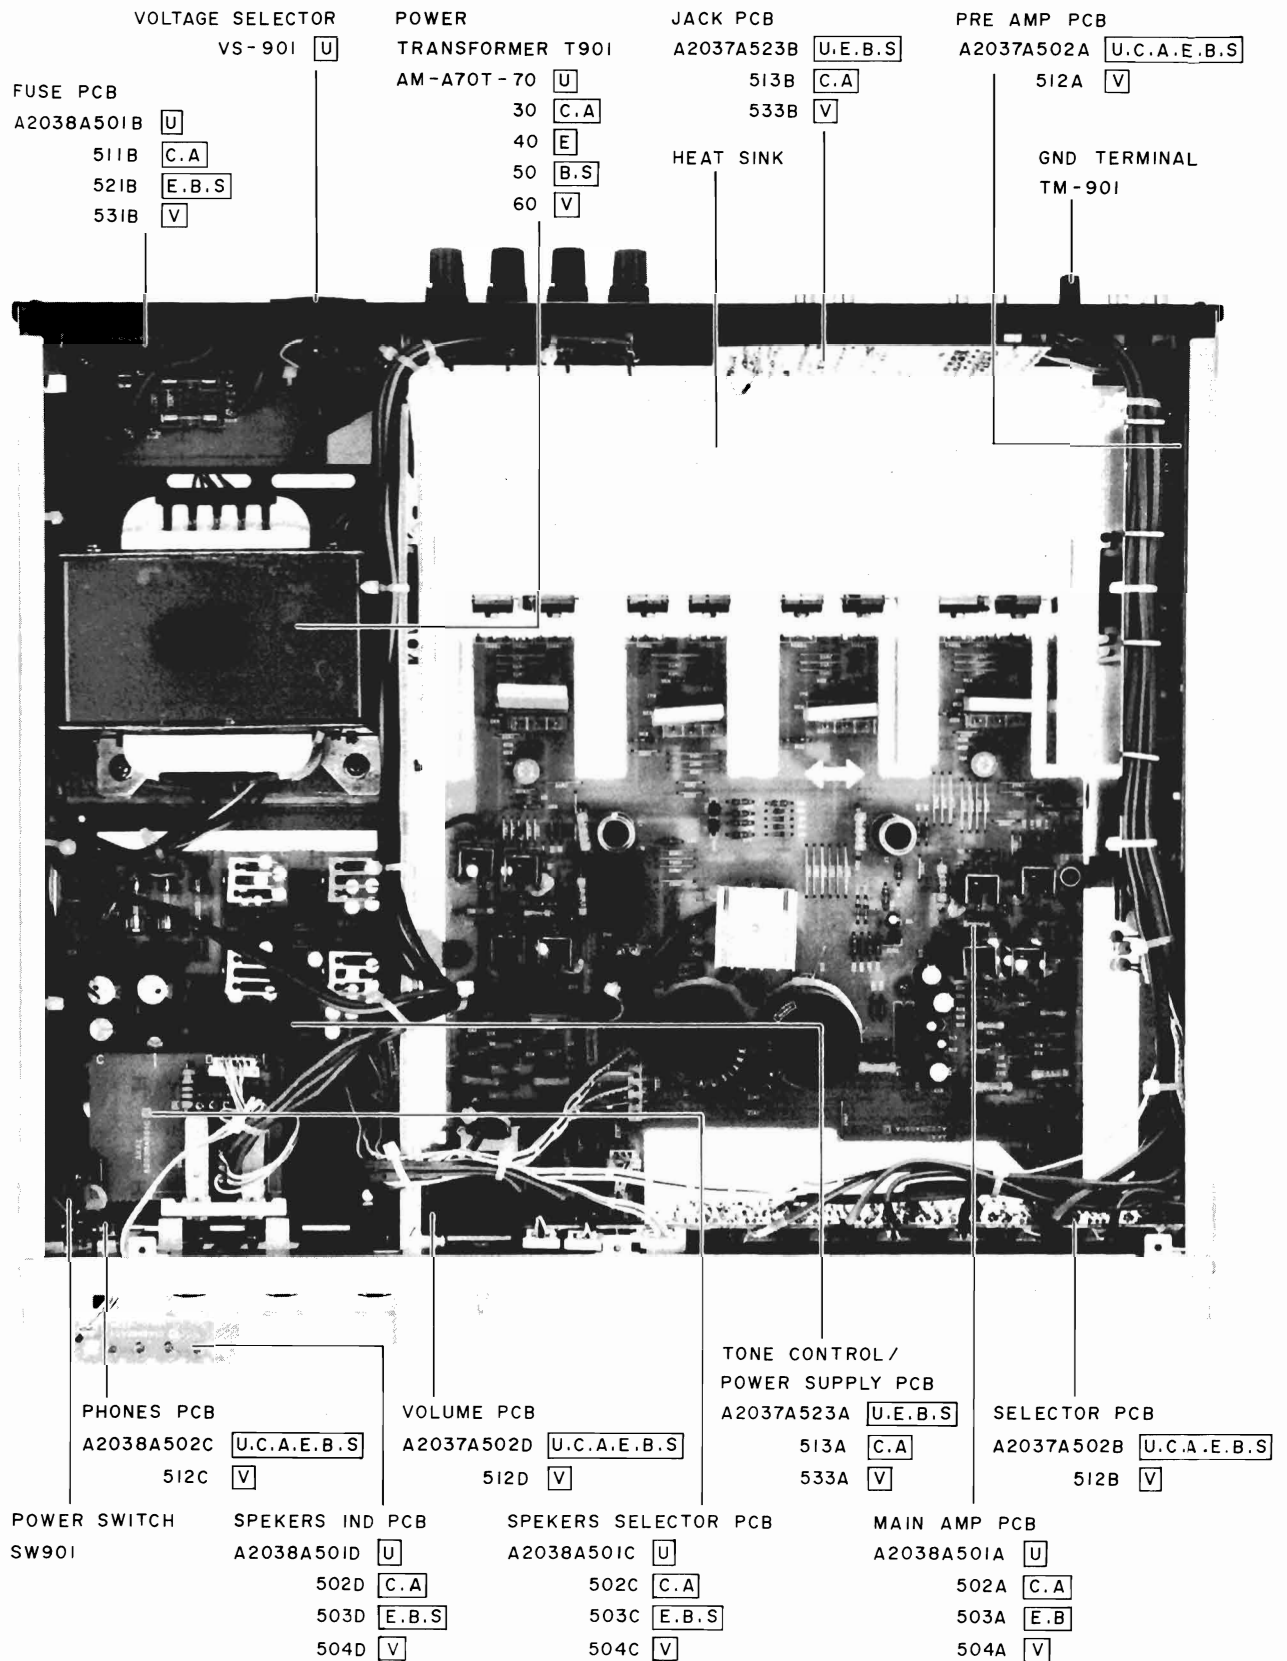 VOLTAGE SELECTOR
VS-901 U
POWER
TRANSFORMER T901
AM-A70T-70 U
30 C.A
40 E
50 B.S
60 V
JACK PCB
A2037A523B U.E.B.S
513B C.A
533B V
PRE AMP PCB
A2037A502A U.C.A.E.B.S
512A V
FUSE PCB
A2038A501B U
511B C.A
521B E.B.S
531B V
HEAT SINK
GND TERMINAL
TM-901
PHONES PCB
A2038A502C U.C.A.E.B.S
512C V
VOLUME PCB
A2037A502D U.C.A.E.B.S
512D V
TONE CONTROL/
POWER SUPPLY PCB
A2037A523A U.E.B.S
513A C.A
533A V
SELECTOR PCB
A2037A502B U.C.A.E.B.S
512B V
POWER SWITCH
SW901
SPEKERS IND PCB
A2038A501D U
502D C.A
503D E.B.S
504D V
SPEKERS SELECTOR PCB
A2038A501C U
502C C.A
503C E.B.S
504C V
MAIN AMP PCB
A2038A501A U
502A C.A
503A E.B
504A V